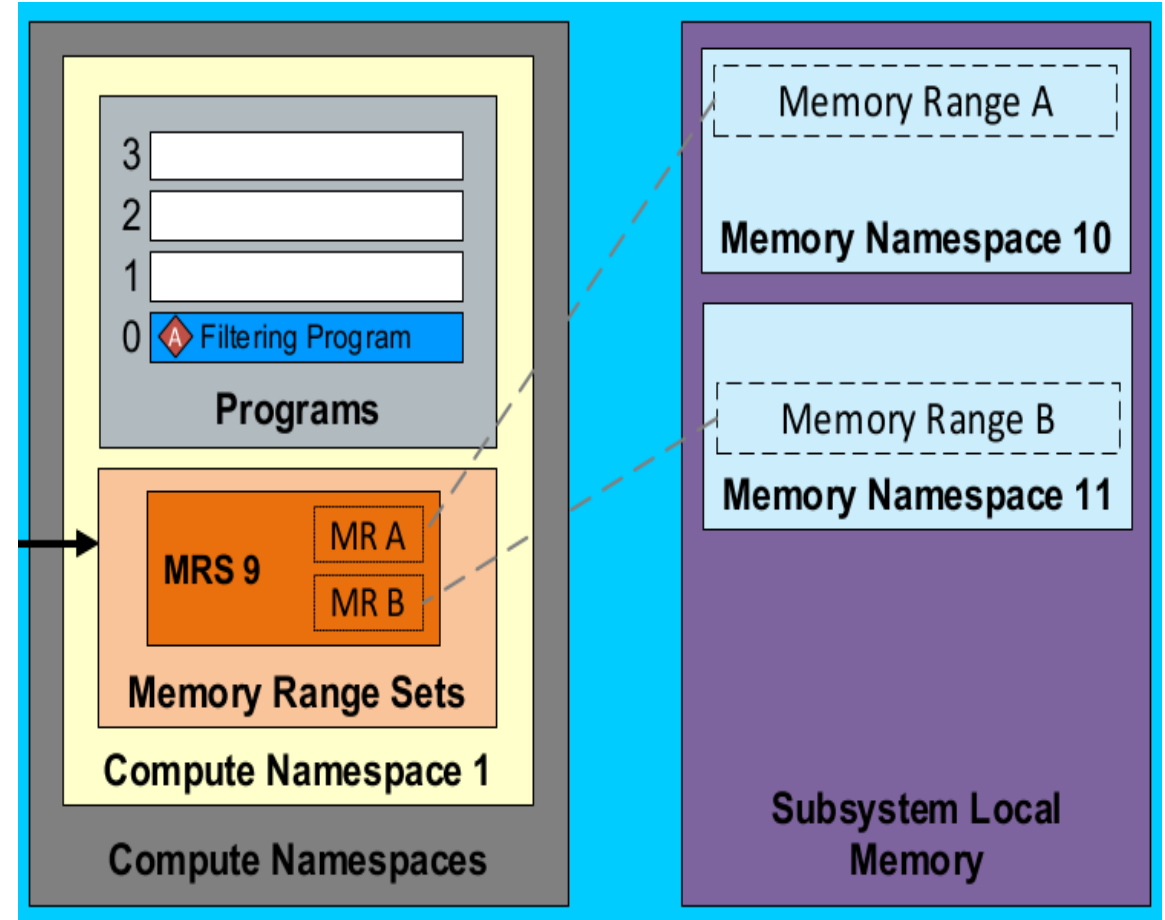 3
2
1
0 A Filtering Program
Programs
MRS 9
MR A
MR B
Memory Range Sets
Compute Namespace 1
Compute Namespaces
Memory Range A
Memory Namespace 10
Memory Range B
Memory Namespace 11
Subsystem Local
Memory